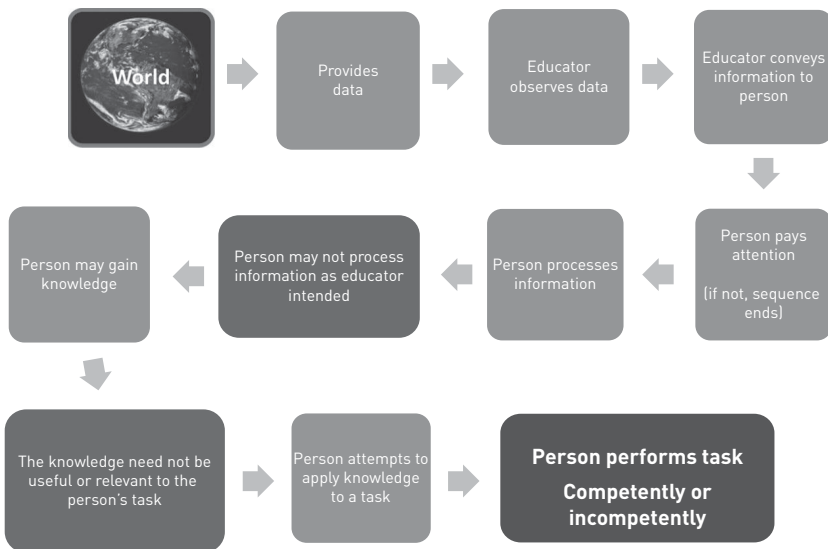 World
Provides
data
Educator
observes data
Educator conveys
information to
person
Person pays
attention
(if not, sequence
ends)
Person processes
information
Person may not process
information as educator
intended
Person may gain
knowledge
The knowledge need not be
useful or relevant to the
person's task
Person attempts to
apply knowledge
to a task
Person performs task
Competently or
incompetently